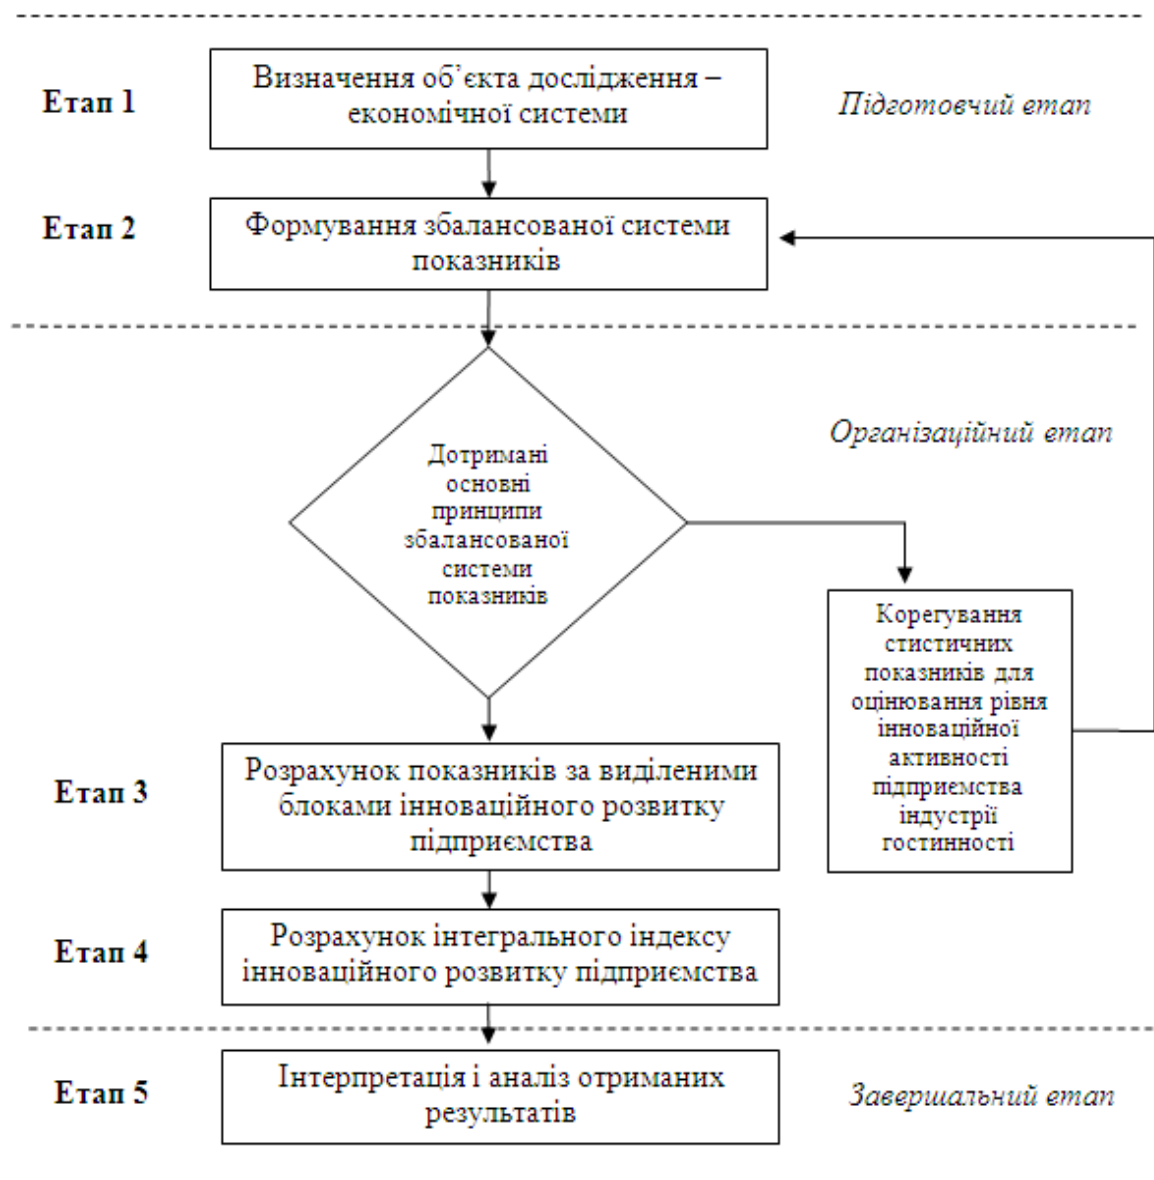 Етап 1
Визначення об’єкта дослідження –
економічної системи
Підготовчий етап
Етап 2
Формування збалансованої системи
показників
Організаційний етап
Дотримані
основні
принципи
збалансованої
системи
показників
Корегування
стистичних
показників для
оцінювання рівня
інноваційної
активності
підприємства
індустрії
гостинності
Етап 3
Розрахунок показників за виділеними
блоками інноваційного розвитку
підприємства
Етап 4
Розрахунок інтегрального індексу
інноваційного розвитку підприємства
Етап 5
Інтерпретація і аналіз отриманих
результатів
Завершальний етап